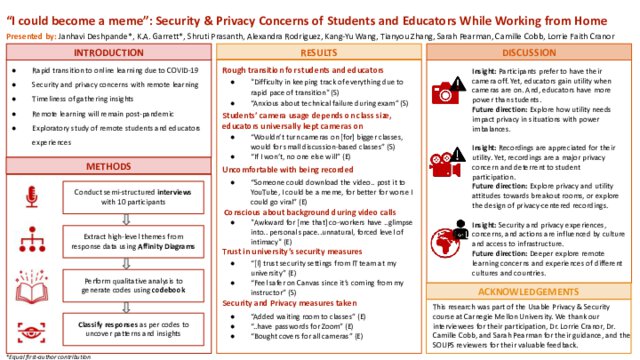 "I could become a meme": Security & Privacy Concerns of Students and Educators While Working from Home
Presented by: Janhavi Deshpande*, K.A. Garrett*, Shruti Prasanth, Alexandra Rodriguez, Kang-Yu Wang, Tianyou Zhang, Sarah Pearman, Camille Cobb, Lorrie Faith Cranor
INTRODUCTION
● Rapid transition to online learning due to COVID-19
● Security and privacy concerns with remote learning
● Timeliness of gathering insights
● Remote learning will remain post-pandemic
● Exploratory study of remote students and educators
experiences
METHODS
Conduct semi-structured interviews
with 10 participants
Extract high-level themes from
response data using Affinity Diagrams
Perform qualitative analysis to
generate codes using codebook
Classify responses as per codes to
uncover patterns and insights
*Equal first-author contribution
RESULTS
Rough transition for students and educators
● "Difficulty in keeping track of everything due to
rapid pace of transition" (S)
● "Anxious about technical failure during exam" (S)
Students' camera usage depends on class size,
educators universally kept cameras on
● "Wouldn't turn cameras on [for] bigger classes,
would for small discussion-based classes" (S)
● "If I won't, no one else will" (E)
Uncomfortable with being recorded
● "Someone could download the video.. post it to
YouTube, I could be a meme, for better for worse I
could go viral" (E)
Conscious about background during video calls
● "Awkward for [me that] co-workers have ..glimpse
into.. personal space..unnatural, forced level of
intimacy" (E)
Trust in university's security measures
● "[I] trust security settings from IT team at my
university" (E)
● "Feel safe on Canvas since it's coming from my
instructor" (S)
Security and Privacy measures taken
● "Added waiting room to classes" (E)
● "..have passwords for Zoom" (E)
● "Bought covers for all cameras" (E)
DISCUSSION
Insight: Participants prefer to have their
camera off. Yet, educators gain utility when
cameras are on. And, educators have more
power than students.
Future direction: Explore how utility needs
impact privacy in situations with power
imbalances.
Insight: Recordings are appreciated for their
utility. Yet, recordings are a major privacy
concern and deterrent to student
participation.
Future direction: Explore privacy and utility
attitudes towards breakout rooms, or explore
the design of privacy centered recordings.
Insight: Security and privacy experiences,
concerns, and actions are influenced by culture
and access to infrastructure.
Future direction: Deeper explore remote
learning concerns and experiences of different
cultures and countries.
ACKNOWLEDGEMENTS
This research was part of the Usable Privacy & Security
course at Carnegie Mellon University. We thank our
interviewees for their participation, Dr. Lorrie Cranor, Dr.
Camille Cobb, and Sarah Pearman for their guidance, and the
SOUPS reviewers for their valuable feedback.